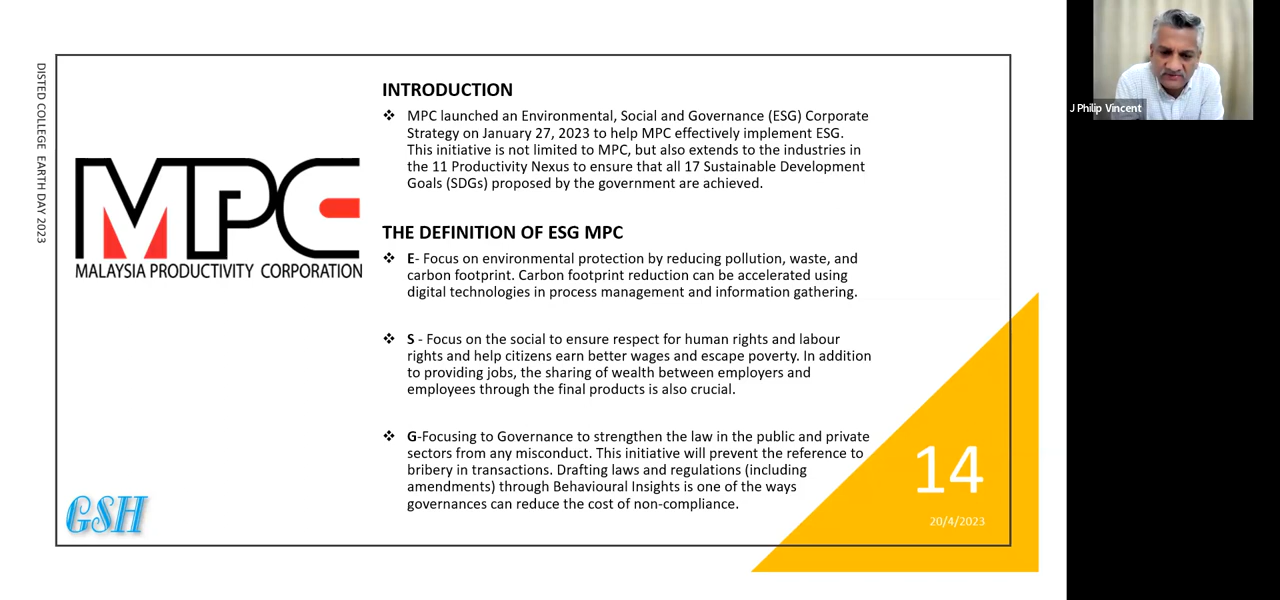 DISTED COLLEGE EARTH DAY 2023
MPC
MALAYSIA PRODUCTIVITY CORPORATION
INTRODUCTION
❖ MPC launched an Environmental, Social and Governance (ESG) Corporate
Strategy on January 27, 2023 to help MPC effectively implement ESG.
This initiative is not limited to MPC, but also extends to the industries in
the 11 Productivity Nexus to ensure that all 17 Sustainable Development
Goals (SDGs) proposed by the government are achieved.
THE DEFINITION OF ESG MPC
❖ E- Focus on environmental protection by reducing pollution, waste, and
carbon footprint. Carbon footprint reduction can be accelerated using
digital technologies in process management and information gathering.
❖ S - Focus on the social to ensure respect for human rights and labour
rights and help citizens earn better wages and escape poverty. In addition
to providing jobs, the sharing of wealth between employers and
employees through the final products is also crucial.
❖ G-Focusing to Governance to strengthen the law in the public and private
sectors from any misconduct. This initiative will prevent the reference to
bribery in transactions. Drafting laws and regulations (including
amendments) through Behavioural Insights is one of the ways
governances can reduce the cost of non-compliance.
GSH
14
20/4/2023
J Philip Vincent